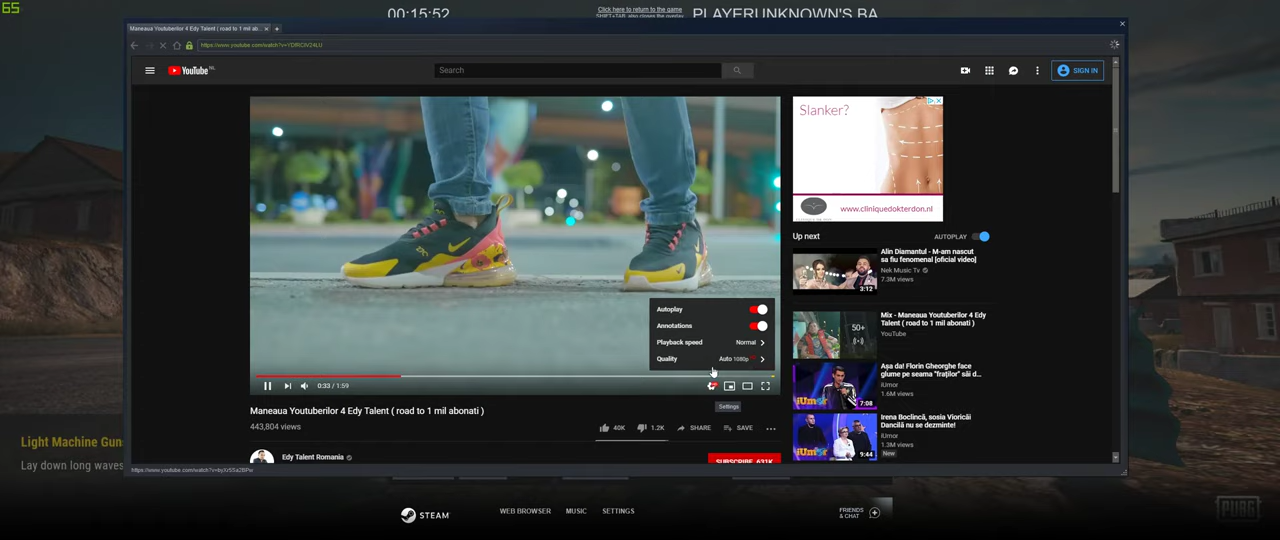 65
00:15:52
Click here to return to the game
SHIFT+TAB also closes the overlay
PLAYERUNKNOWN'S BA
Maneaua Youtuberilor 4 Edy Talent ( road to 1 mil ab...
YouTube NL
Search
SIGN IN
Slanker?
www.cliniquedokterdon.nl
Up next
AUTOPLAY
Alin Diamantul - M-am nascut
sa fiu fenomenal [oficial video]
Nek Music Tv
7.3M views
3:12
Mix - Maneaua Youtuberilor 4 Edy
Talent ( road to 1 mil abonati )
YouTube
50+
Așa da! Florin Gheorghe face
glume pe seama "fraților" săi d...
iUmor
1.6M views
7:08
Irena Boclincă, sosia Vioricăi
Dancilă nu se dezminte!
iUmor
1.3M views
New
9:44
Autoplay
Annotations
Playback speed Normal
Quality Auto 1080p
0:33 / 1:59
Settings
Maneaua Youtuberilor 4 Edy Talent ( road to 1 mil abonati )
443,804 views
40K
1.2K
SHARE
SAVE
Edy Talent Romania
SUBSCRIBE 631K
Light Machine Guns
Lay down long waves
STEAM
WEB BROWSER
MUSIC
SETTINGS
FRIENDS
& CHAT
PUBG